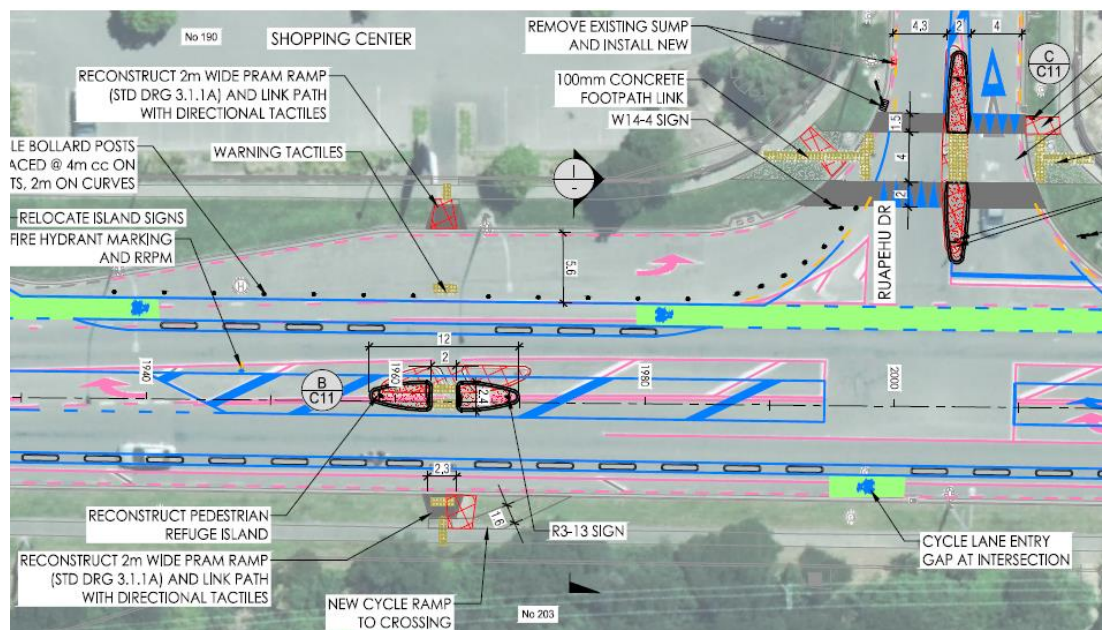 No 190
SHOPPING CENTER
REMOVE EXISTING SUMP
AND INSTALL NEW
4,3
2
4
C
C11
RECONSTRUCT 2m WIDE PRAM RAMP
(STD DRG 3.1.1A) AND LINK PATH
WITH DIRECTIONAL TACTILES
100mm CONCRETE
FOOTPATH LINK
W14-4 SIGN
1.5
4
2
LE BOLLARD POSTS
ACED @ 4m cc ON
TS, 2m ON CURVES
WARNING TACTILES
I
-
RELOCATE ISLAND SIGNS
FIRE HYDRANT MARKING
AND RRPM
H
5.6
RUAPEHU DR
12
2
1940
1960
1980
2000
B
C11
2.4
2,3
1.6
RECONSTRUCT PEDESTRIAN
REFUGE ISLAND
R3-13 SIGN
CYCLE LANE ENTRY
GAP AT INTERSECTION
RECONSTRUCT 2m WIDE PRAM RAMP
(STD DRG 3.1.1A) AND LINK PATH
WITH DIRECTIONAL TACTILES
NEW CYCLE RAMP
TO CROSSING
No 203